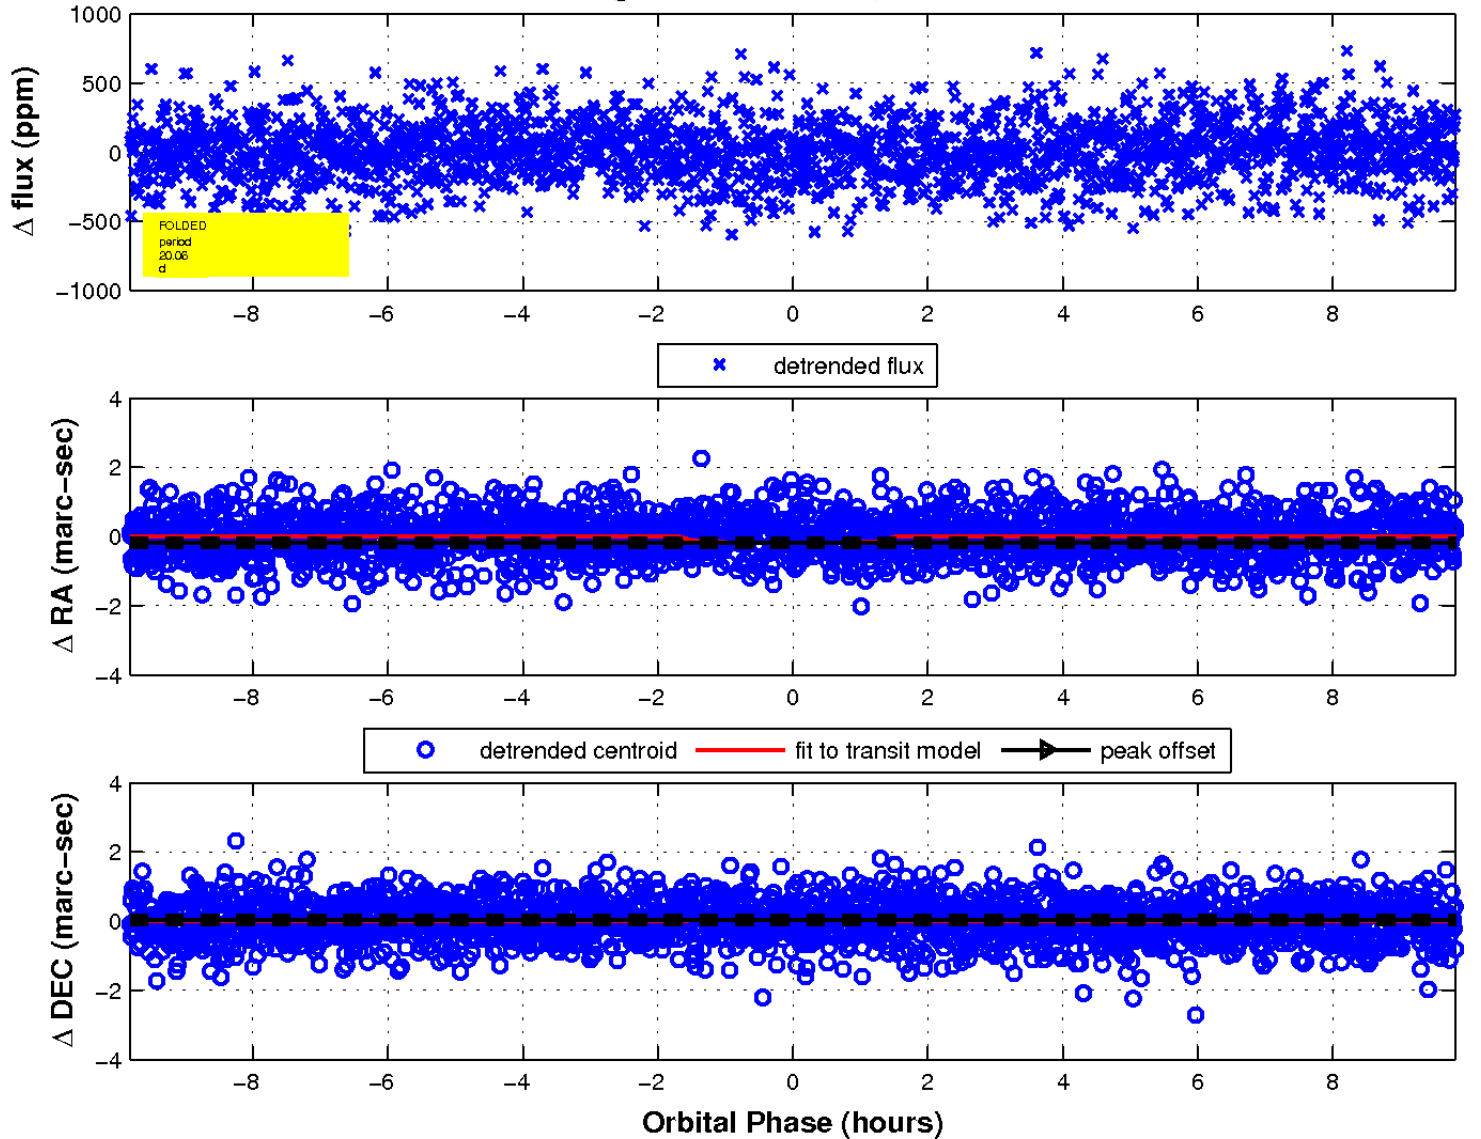 1000
500
0
−500
−1000
Δ flux (ppm)
FOLDED
period
20.06
d
−8 −6 −4 −2 0 2 4 6 8
detrended flux
4
2
0
−2
−4
Δ RA (marc−sec)
−8 −6 −4 −2 0 2 4 6 8
detrended centroid fit to transit model peak offset
4
2
0
−2
−4
Δ DEC (marc−sec)
−8 −6 −4 −2 0 2 4 6 8
Orbital Phase (hours)